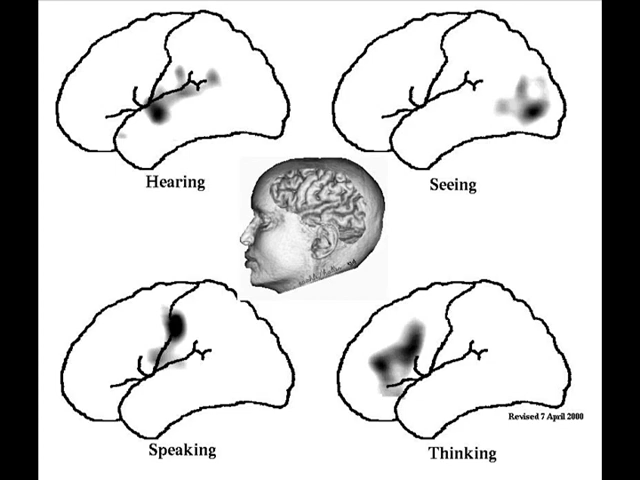 Hearing
Seeing
Speaking
Revised 7 April 2000
Thinking